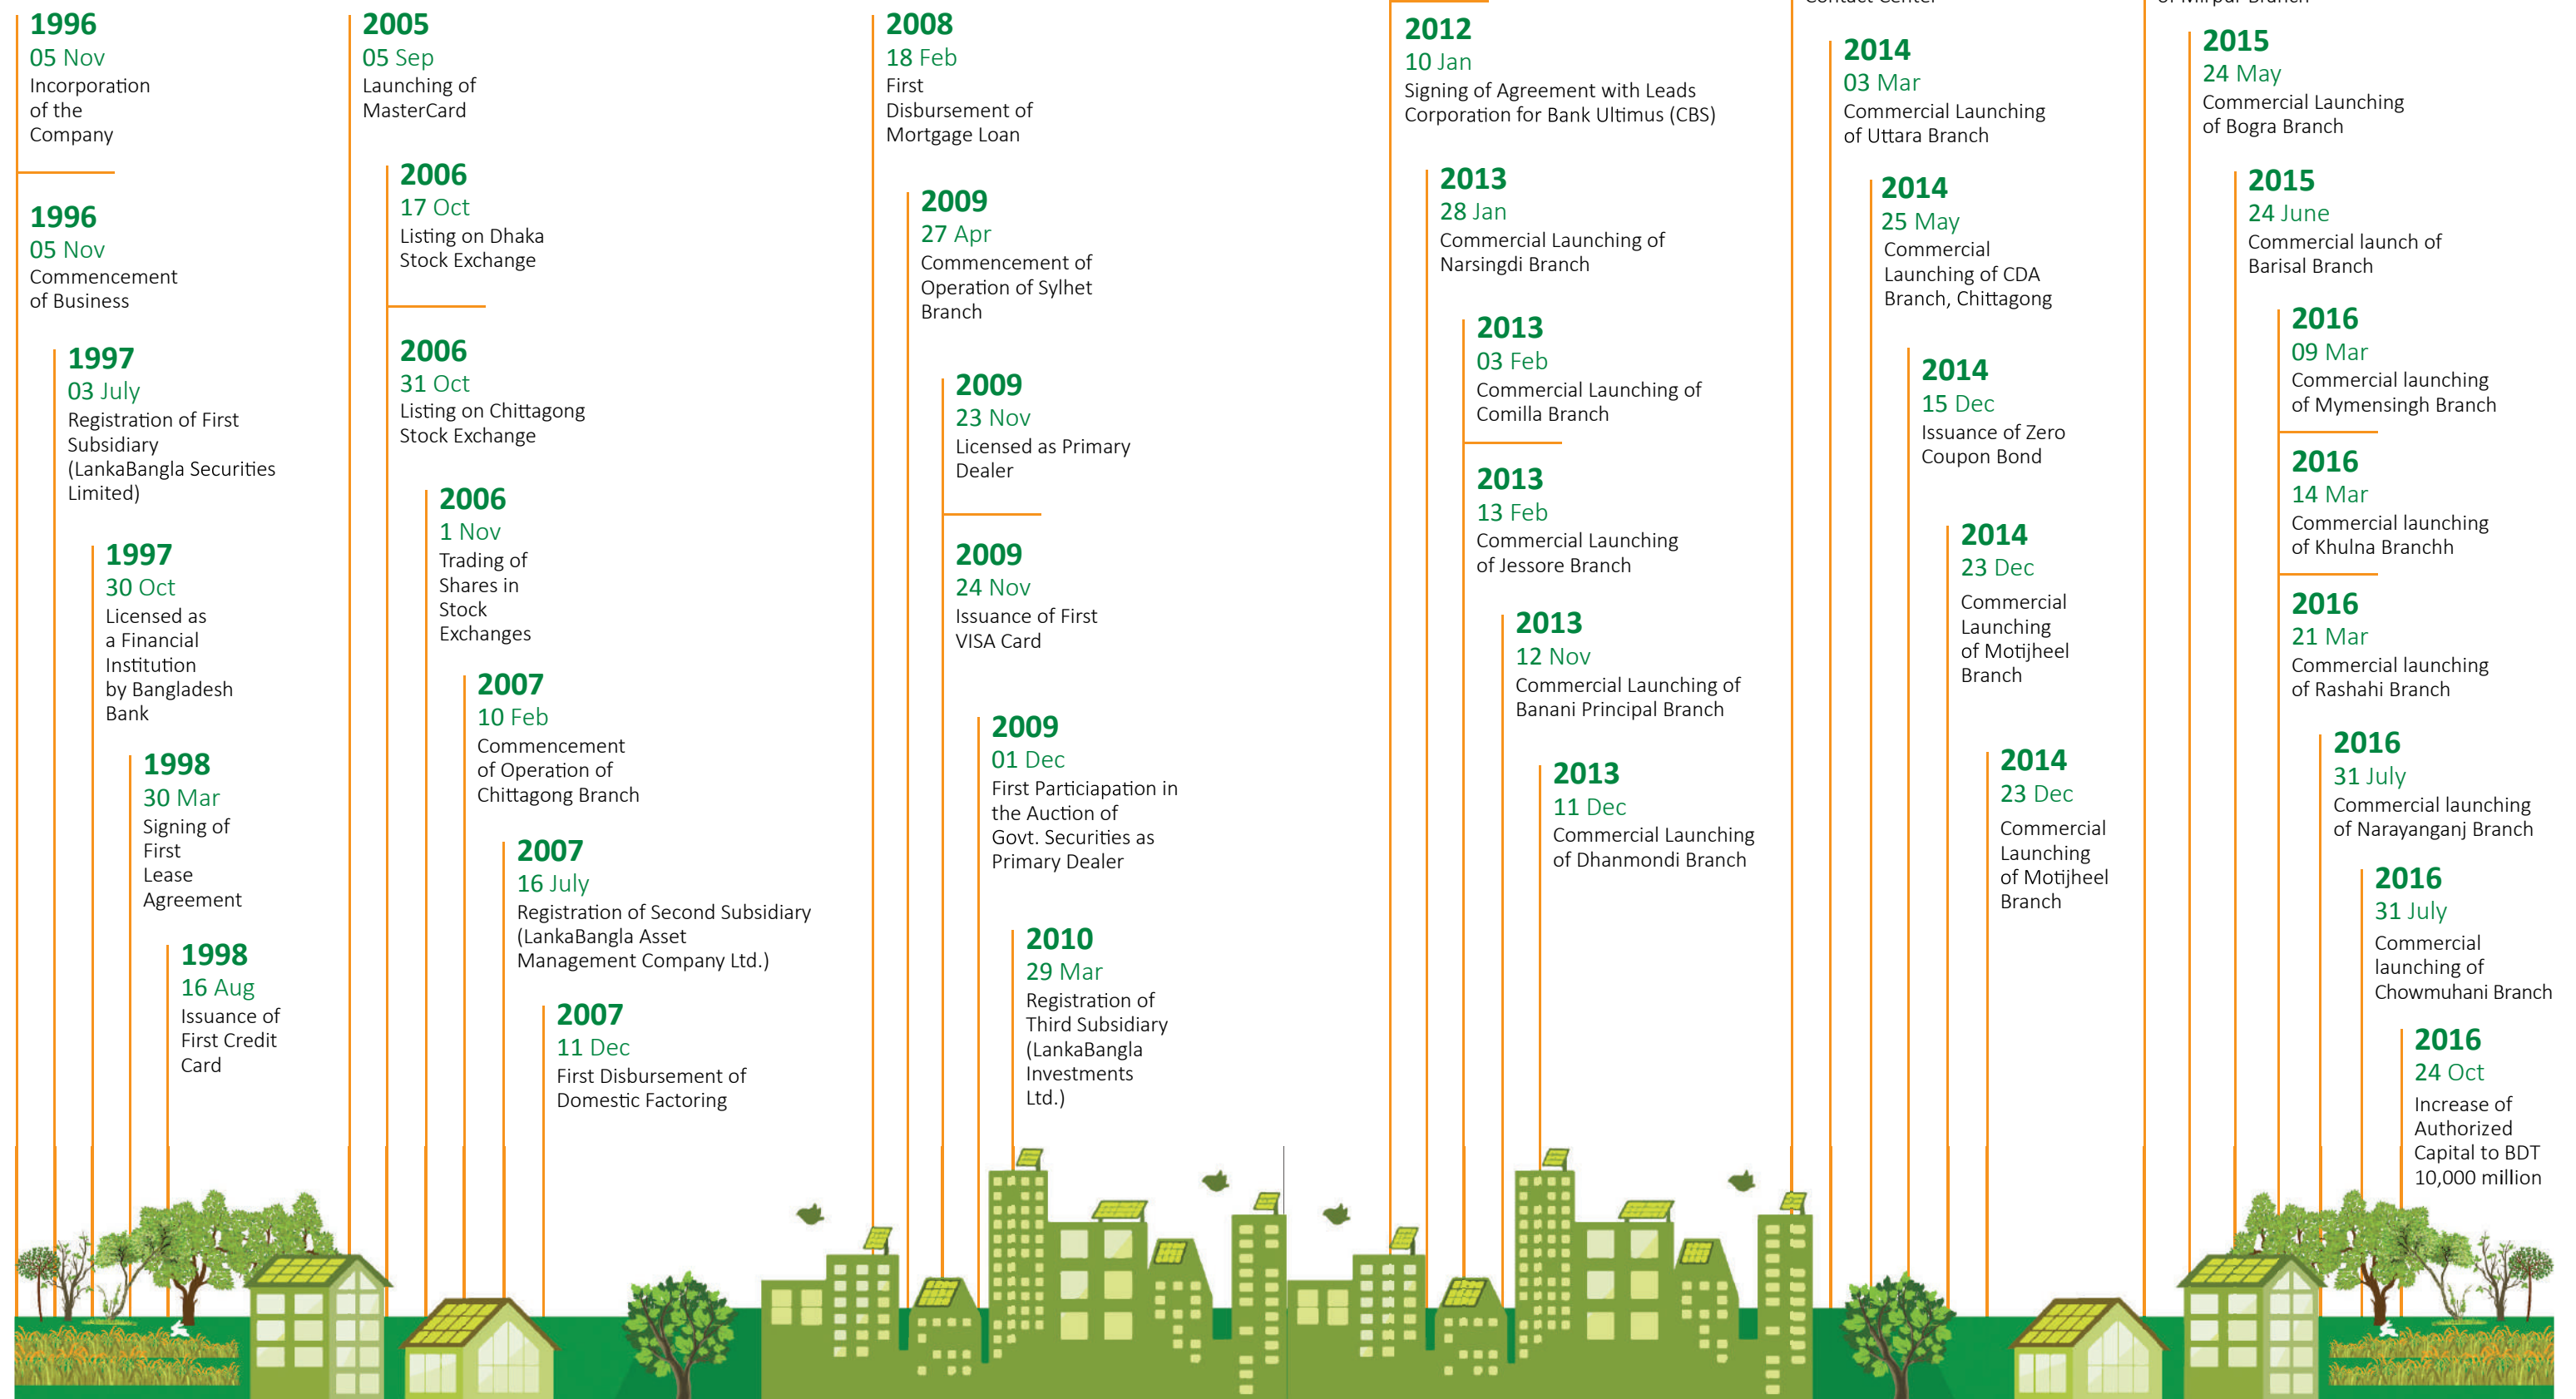 1996
05 Nov
Incorporation
of the
Company
1996
05 Nov
Commencement
of Business
1997
03 July
Registration of First
Subsidiary
(LankaBangla Securities
Limited)
1997
30 Oct
Licensed as
a Financial
Institution
by Bangladesh
Bank
1998
30 Mar
Signing of
First
Lease
Agreement
1998
16 Aug
Issuance of
First Credit
Card
2005
05 Sep
Launching of
MasterCard
2006
17 Oct
Listing on Dhaka
Stock Exchange
2006
31 Oct
Listing on Chittagong
Stock Exchange
2006
1 Nov
Trading of
Shares in
Stock
Exchanges
2007
10 Feb
Commencement
of Operation of
Chittagong Branch
2007
16 July
Registration of Second Subsidiary
(LankaBangla Asset
Management Company Ltd.)
2007
11 Dec
First Disbursement of
Domestic Factoring
2008
18 Feb
First
Disbursement of
Mortgage Loan
2009
27 Apr
Commencement of
Operation of Sylhet
Branch
2009
23 Nov
Licensed as Primary
Dealer
2009
24 Nov
Issuance of First
VISA Card
2009
01 Dec
First Particiapation in
the Auction of
Govt. Securities as
Primary Dealer
2010
29 Mar
Registration of
Third Subsidiary
(LankaBangla
Investments
Ltd.)
2012
10 Jan
Signing of Agreement with Leads
Corporation for Bank Ultimus (CBS)
2013
28 Jan
Commercial Launching of
Narsingdi Branch
2013
03 Feb
Commercial Launching of
Comilla Branch
2013
13 Feb
Commercial Launching
of Jessore Branch
2013
12 Nov
Commercial Launching of
Banani Principal Branch
2013
11 Dec
Commercial Launching
of Dhanmondi Branch
Contact Center
2014
03 Mar
Commercial Launching
of Uttara Branch
2014
25 May
Commercial
Launching of CDA
Branch, Chittagong
2014
15 Dec
Issuance of Zero
Coupon Bond
2014
23 Dec
Commercial
Launching
of Motijheel
Branch
2014
23 Dec
Commercial
Launching
of Motijheel
Branch
of Mirpur Branch
2015
24 May
Commercial Launching
of Bogra Branch
2015
24 June
Commercial launch of
Barisal Branch
2016
09 Mar
Commercial launching
of Mymensingh Branch
2016
14 Mar
Commercial launching
of Khulna Branchh
2016
21 Mar
Commercial launching
of Rashahi Branch
2016
31 July
Commercial launching
of Narayanganj Branch
2016
31 July
Commercial
launching of
Chowmuhani Branch
2016
24 Oct
Increase of
Authorized
Capital to BDT
10,000 million